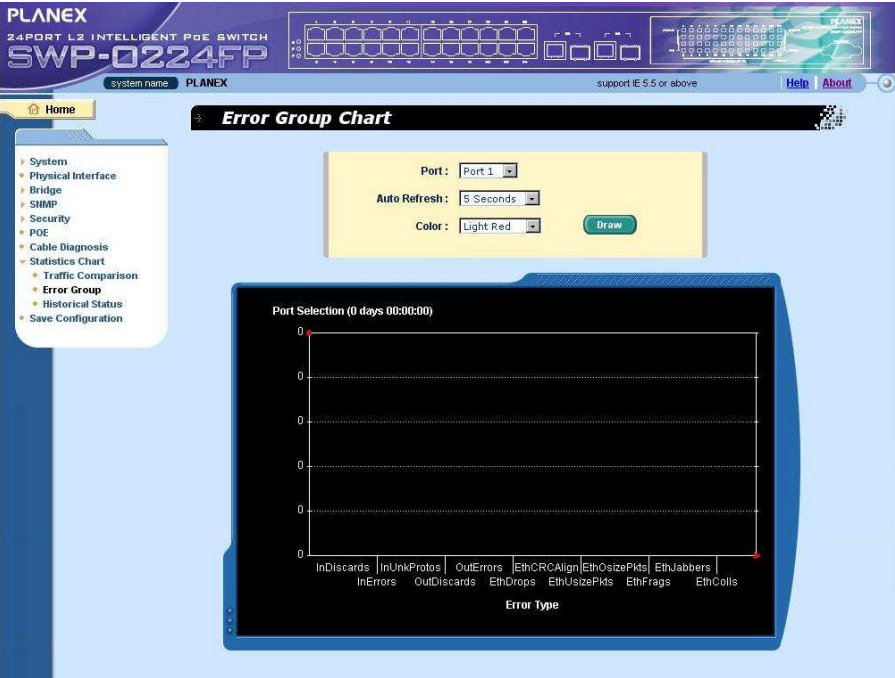 PLANEX
24PORT L2 INTELLIGENT POE SWITCH
SWP-0224FP
system name PLANEX
support IE 5.5 or above
Help About
Home
Error Group Chart
System
Physical Interface
Bridge
SNMP
Security
POE
Cable Diagnosis
Statistics Chart
Traffic Comparison
Error Group
Historical Status
Save Configuration
Port : Port 1
Auto Refresh : 5 Seconds
Color : Light Red
Draw
Port Selection (0 days 00:00:00)
0
0
0
0
0
0
InDiscards InUnkProtos OutErrors EthCRCAlign EthOsizePkts EthJabbers
InErrors OutDiscards EthDrops EthUsizePkts EthFrags EthColls
Error Type